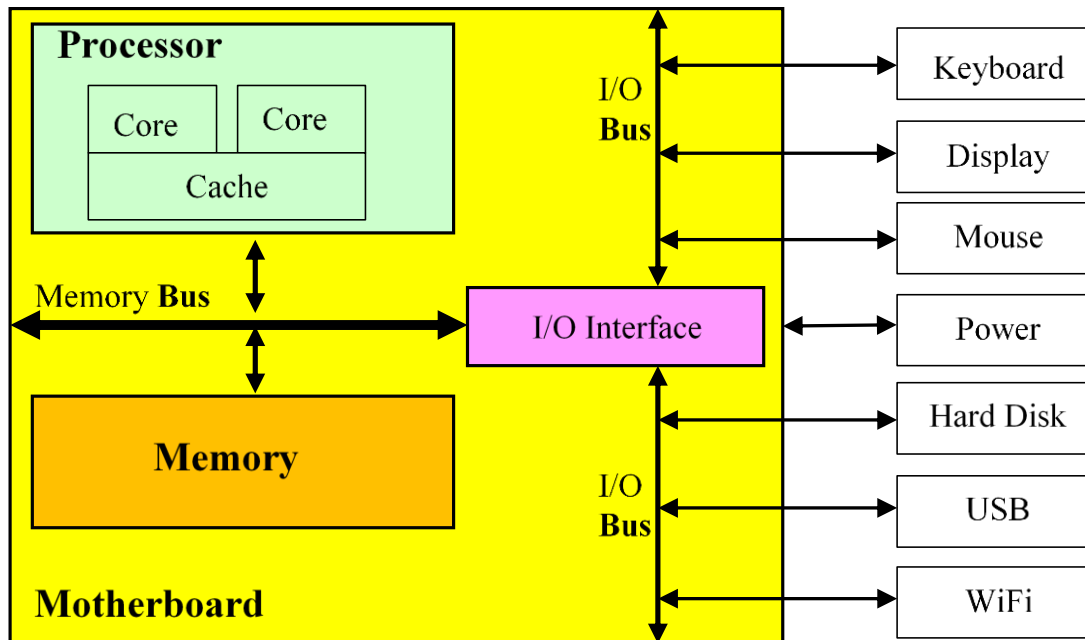 Processor
Core
Core
Cache
Memory Bus
Memory
Motherboard
I/O
Bus
I/O Interface
I/O
Bus
Keyboard
Display
Mouse
Power
Hard Disk
USB
WiFi